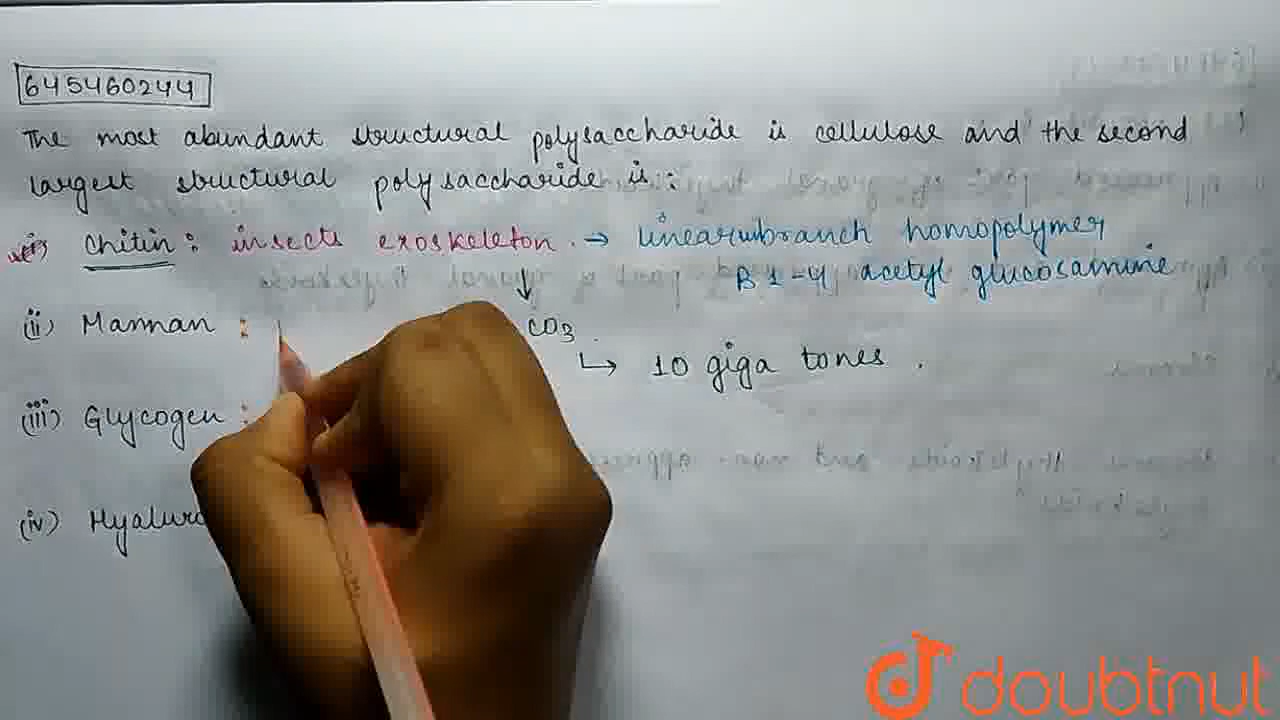 645460244
The most abundant structural polysaccharide is cellulose and the second
largest structural polysaccharide is :
(i) Chitin : insects exoskeleton . → linear unbranch homopolymer
B 1-4 acetyl glucosamine
(ii) Mannan :
CO3
↳ 10 giga tones .
(iii) Glycogen :
(iv) Hyaluro
doubtnut